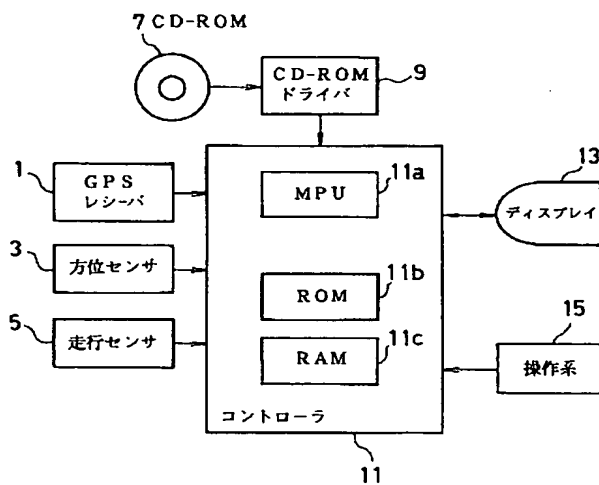 7 CD-ROM
CD-ROM
ドライバ
9
1
GPS
レシーバ
MPU
11a
13
ディスプレイ
3
方位センサ
ROM
11b
5
走行センサ
RAM
11c
15
操作系
コントローラ
11